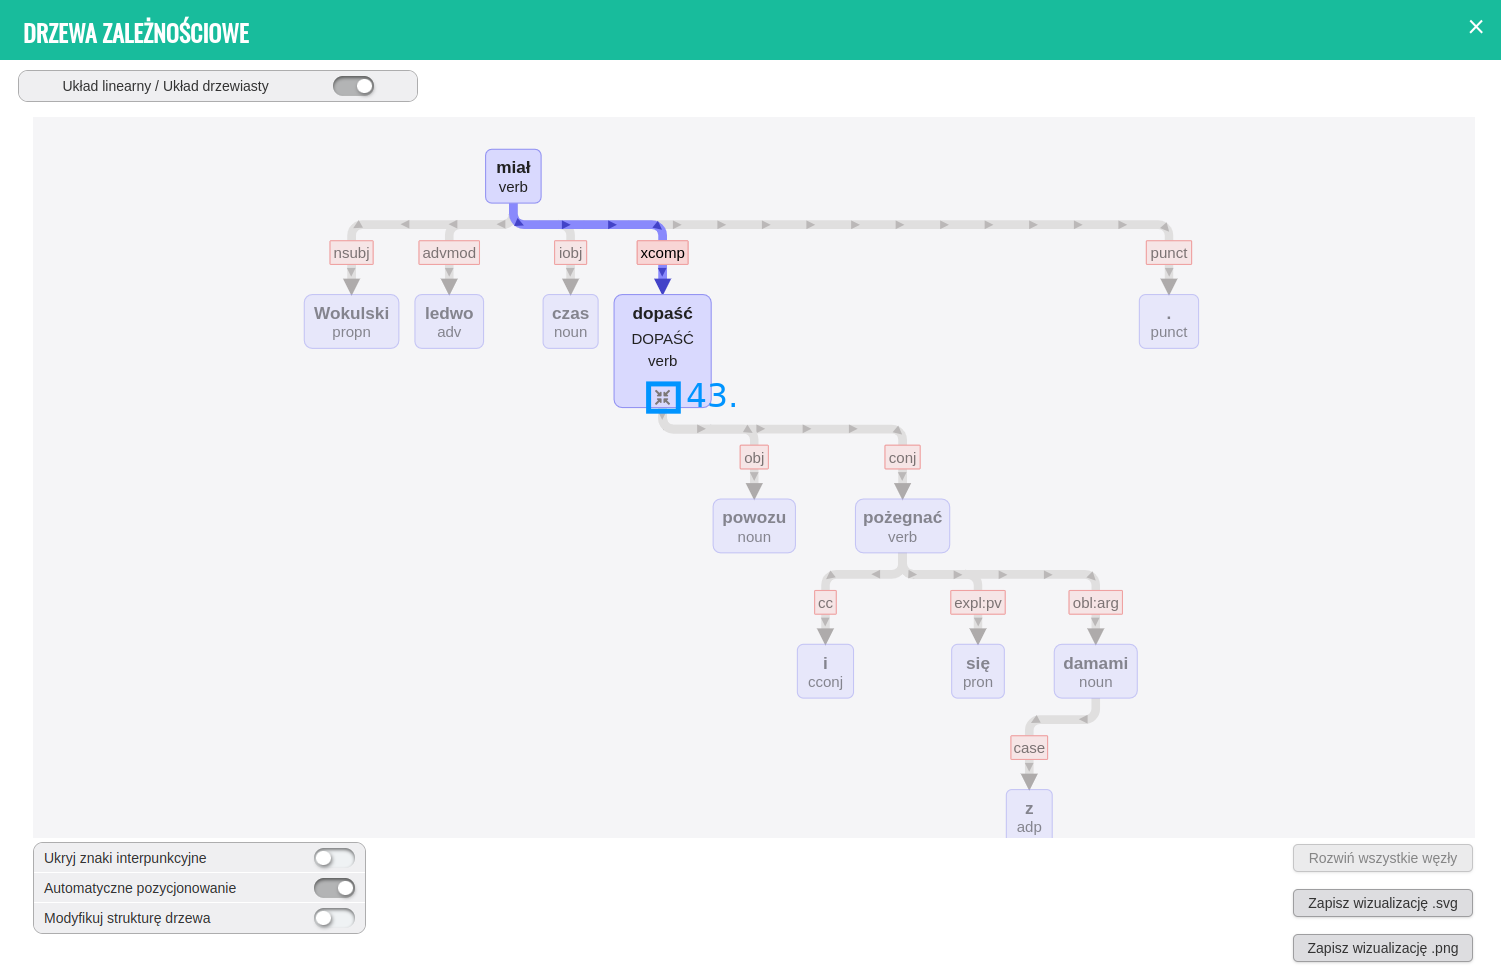 DRZEWA ZALEŻNOŚCIOWE
Układ linearny / Układ drzewiasty
miał
verb
nsubj
advmod
iobj
xcomp
punct
Wokulski
propn
ledwo
adv
czas
noun
dopaść
DOPAŚĆ
verb
.
punct
43.
obj
conj
powozu
noun
pożegnać
verb
cc
expl:pv
obl:arg
i
cconj
się
pron
damami
noun
case
z
adp
Ukryj znaki interpunkcyjne
Automatyczne pozycjonowanie
Modyfikuj strukturę drzewa
Rozwiń wszystkie węzły
Zapisz wizualizację .svg
Zapisz wizualizację .png